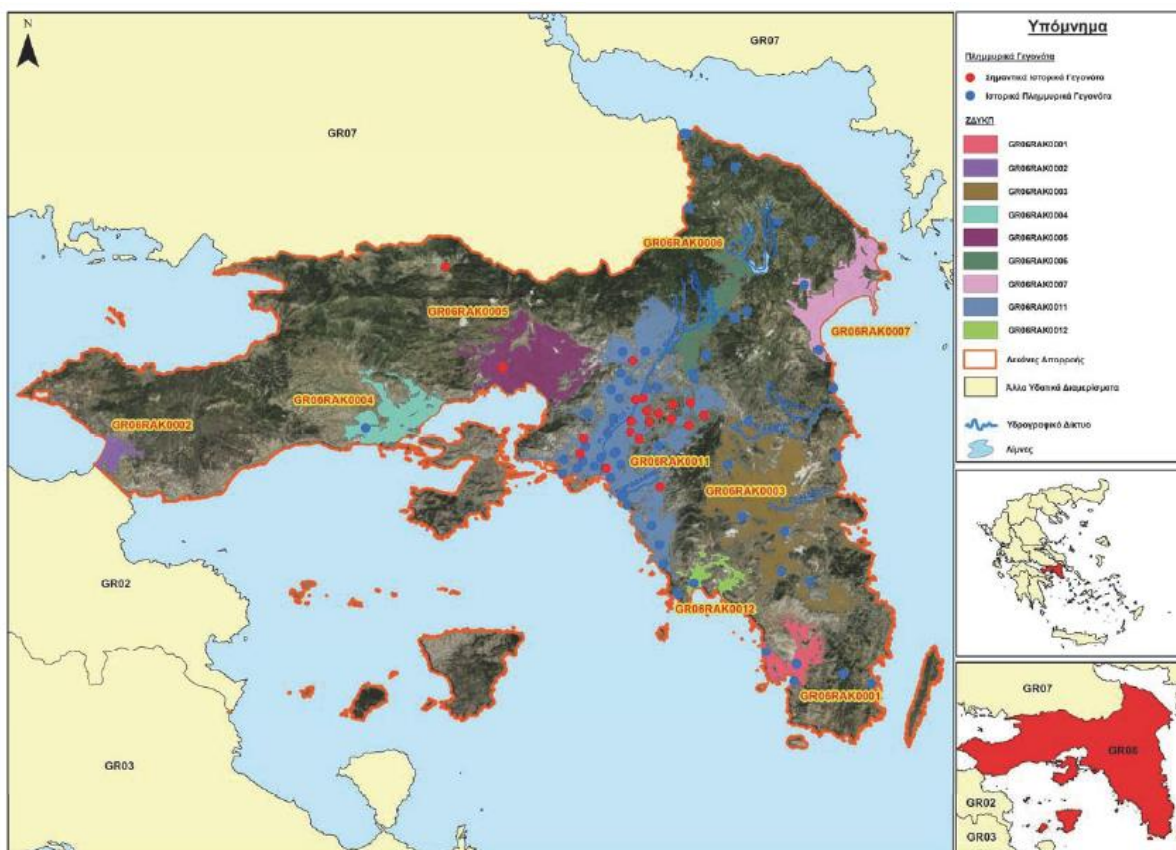 N
GR07
GR07
GR06RAK0006
GR06RAK0005
GR06RAK0007
GR06RAK0004
GR06RAK0002
GR06RAK0011
GR06RAK0003
GR02
GR06RAK0012
GR06RAK0001
GR03
Υπόμνημα
Πλημμυρικά Γεγονότα
Σημαντικά Ιστορικά Γεγονότα
Ιστορικά Πλημμυρικά Γεγονότα
ΖΔΥΚΠ
GR06RAK0001
GR06RAK0002
GR06RAK0003
GR06RAK0004
GR06RAK0005
GR06RAK0006
GR06RAK0007
GR06RAK0011
GR06RAK0012
Λεκάνες Απορροής
Άλλα Υδατικά Διαμερίσματα
Υδρογραφικό Δίκτυο
Λίμνες
GR07
GR06
GR02
GR03